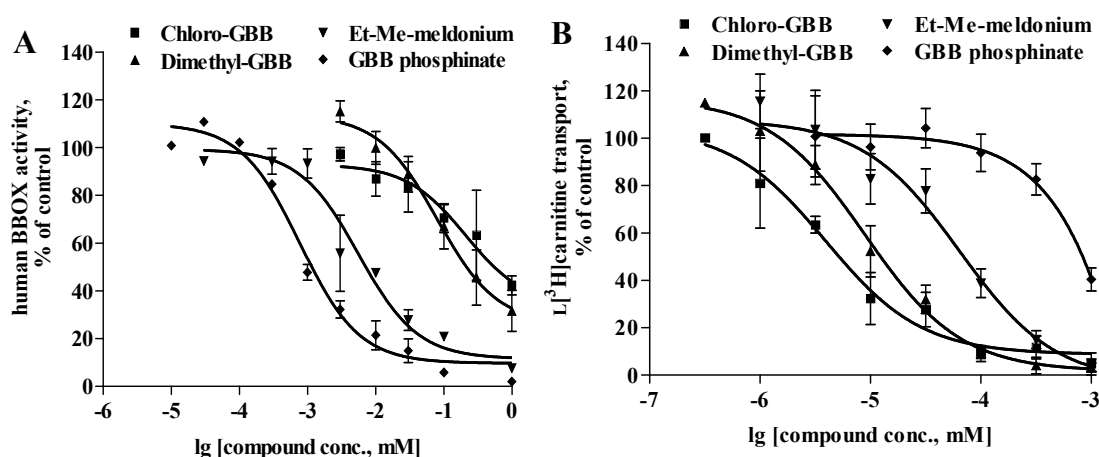 A
Chloro-GBB
Et-Me-meldonium
Dimethyl-GBB
GBB phosphinate
human BBOX activity,
% of control
140
120
100
80
60
40
20
0
-6
-5
-4
-3
-2
-1
0
lg [compound conc., mM]
B
Chloro-GBB
Et-Me-meldonium
Dimethyl-GBB
GBB phosphinate
L[³H]carnitine transport,
% of control
140
120
100
80
60
40
20
0
-7
-6
-5
-4
-3
lg [compound conc., mM]